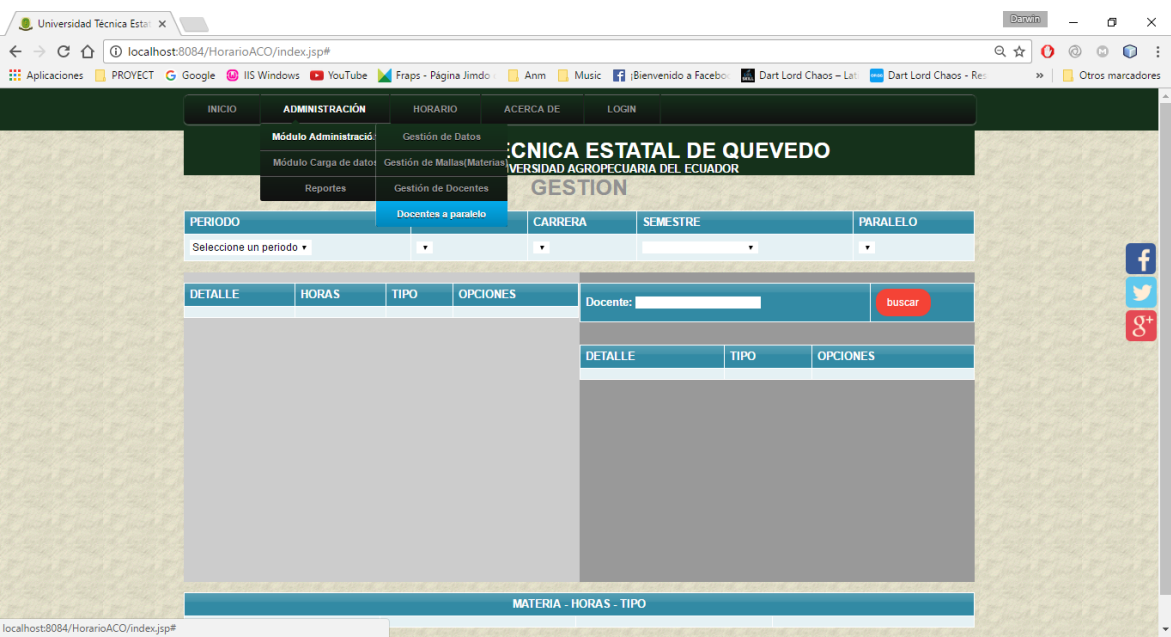 Universidad Técnica Estat
Darwin
localhost:8084/HorarioACO/index.jsp#
Aplicaciones PROYECT Google IIS Windows YouTube Fraps - Página Jimdo Anm Music ¡Bienvenido a Faceboo Dart Lord Chaos – Lat Dart Lord Chaos - Res » Otros marcadores
INICIO ADMINISTRACIÓN HORARIO ACERCA DE LOGIN
Módulo Administració Gestión de Datos
ÉCNICA ESTATAL DE QUEVEDO
Módulo Carga de datos Gestión de Mallas(Materias)
VERSIDAD AGROPECUARIA DEL ECUADOR
Reportes Gestión de Docentes
GESTION
Docentes a paralelo
PERIODO CARRERA SEMESTRE PARALELO
Seleccione un periodo
DETALLE HORAS TIPO OPCIONES
Docente: buscar
DETALLE TIPO OPCIONES
MATERIA - HORAS - TIPO
localhost:8084/HorarioACO/index.jsp#